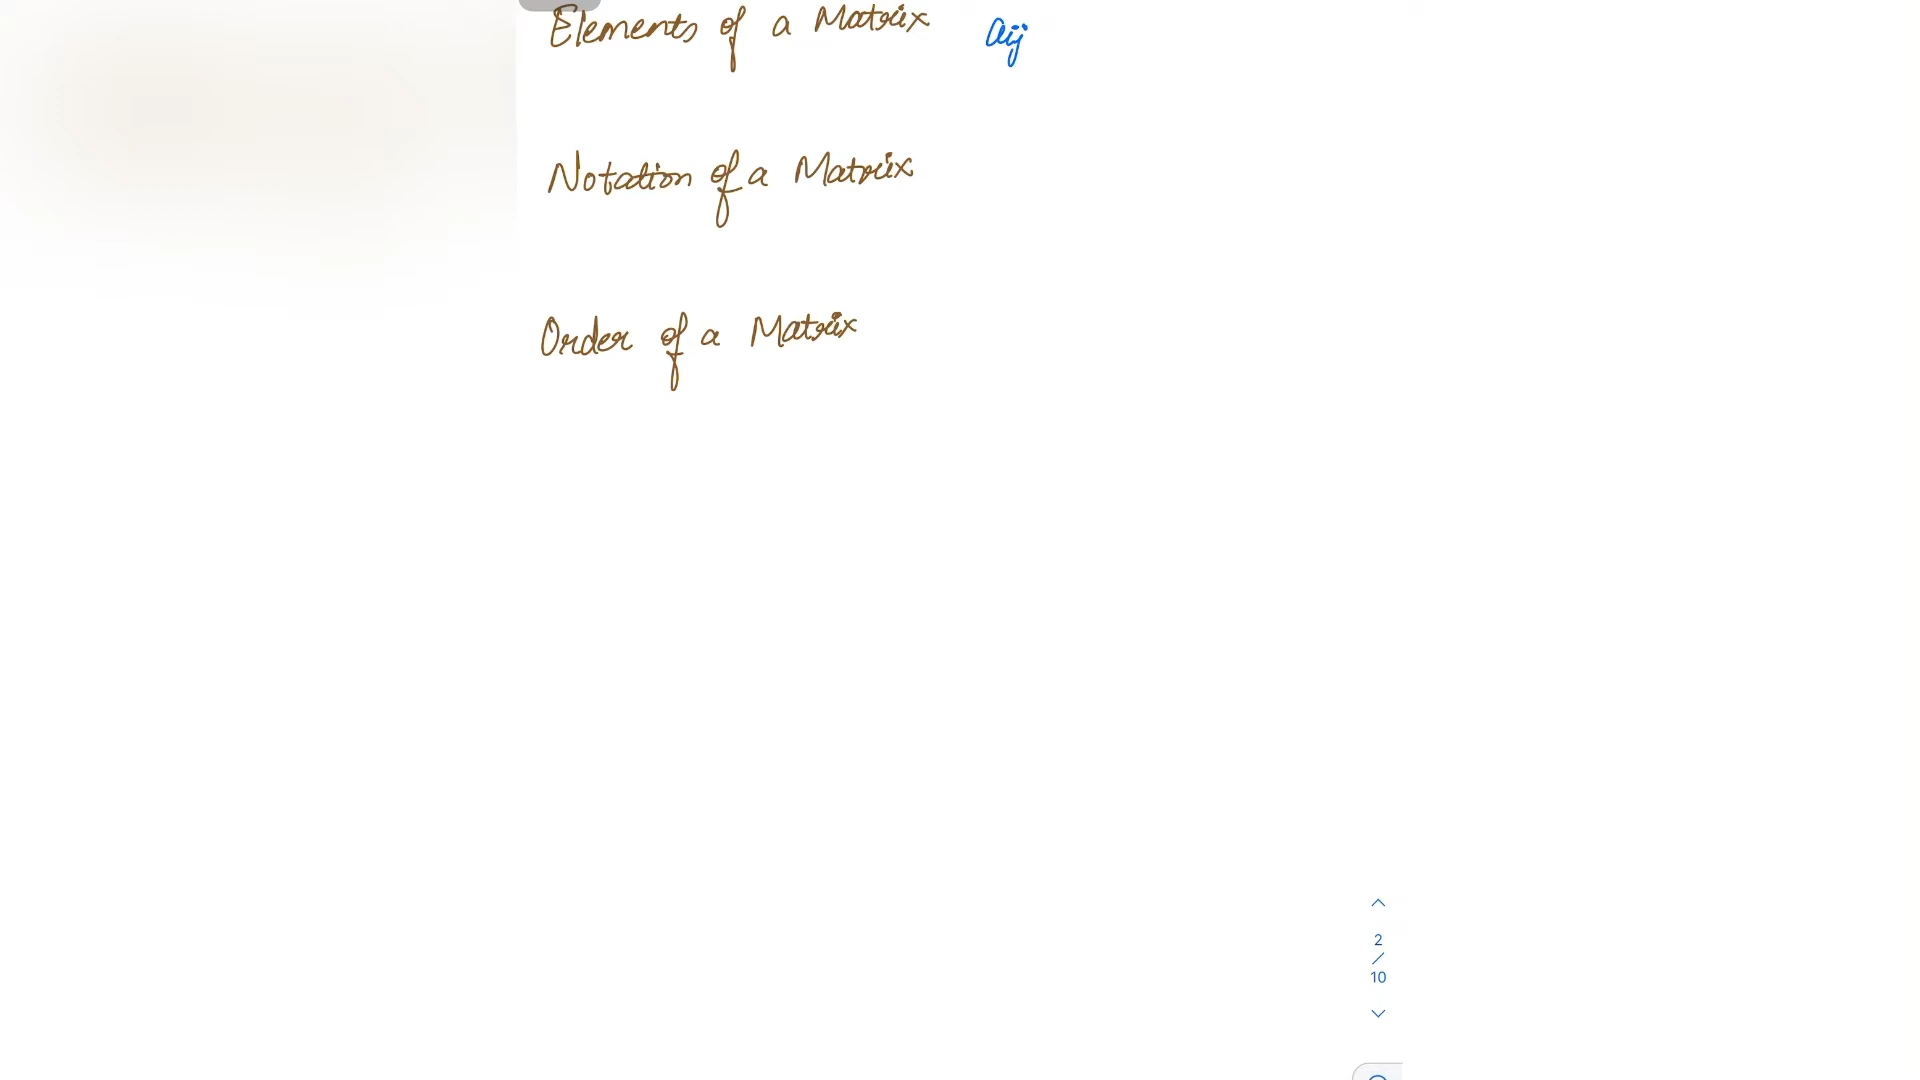 Elements of a Matrix aij
Notation of a Matrix
Order of a Matrix
2
/
10